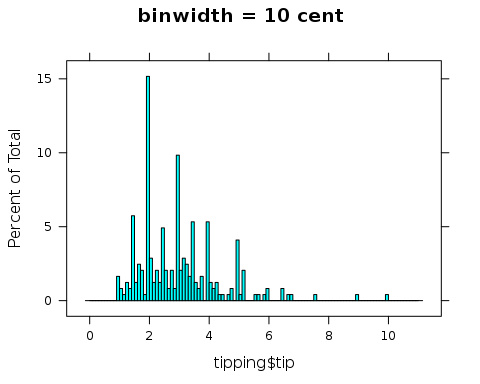 binwidth = 10 cent
Percent of Total
15
10
5
0
0 2 4 6 8 10
tipping$tip